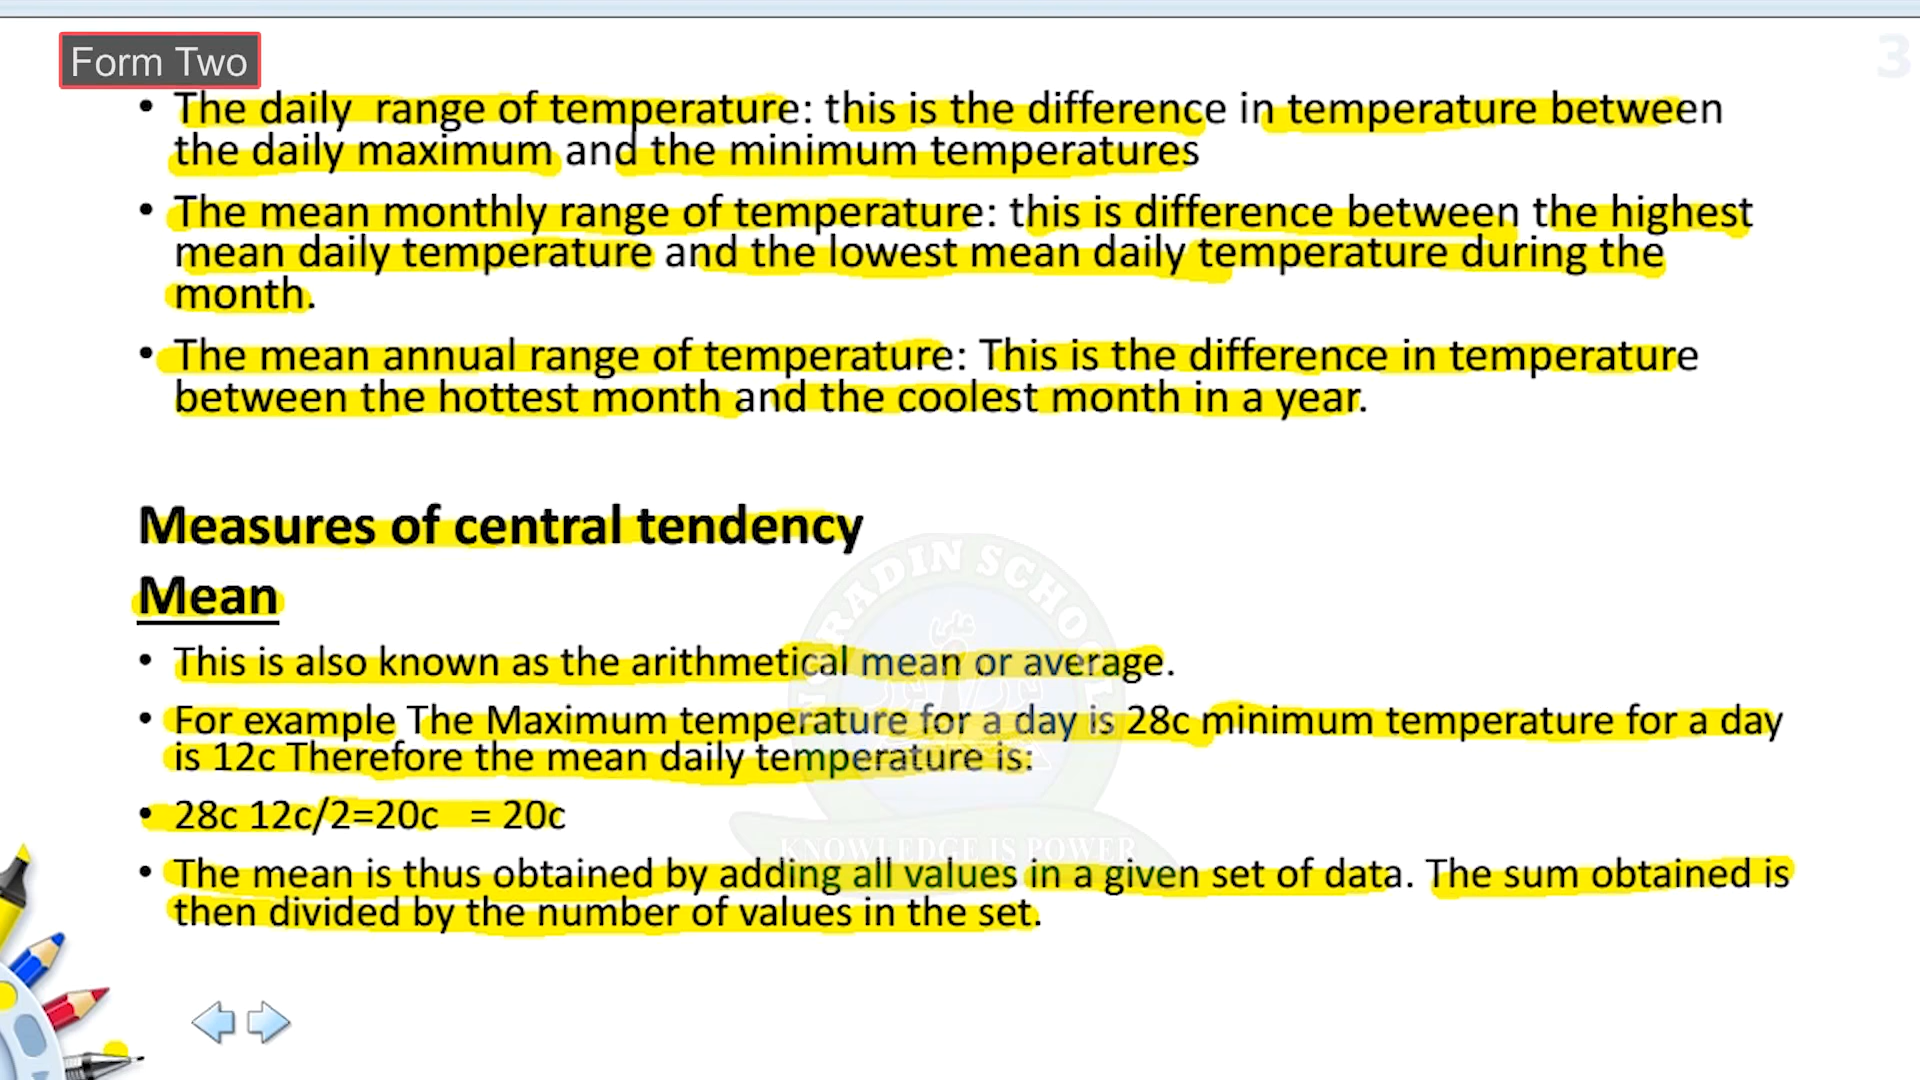 3
Form Two
• The daily range of temperature: this is the difference in temperature between
the daily maximum and the minimum temperatures
• The mean monthly range of temperature: this is difference between the highest
mean daily temperature and the lowest mean daily temperature during the
month.
• The mean annual range of temperature: This is the difference in temperature
between the hottest month and the coolest month in a year.
Measures of central tendency
Mean
• This is also known as the arithmetical mean or average.
• For example The Maximum temperature for a day is 28c minimum temperature for a day
is 12c Therefore the mean daily temperature is:
• 28c 12c/2=20c = 20c
• The mean is thus obtained by adding all values in a given set of data. The sum obtained is
then divided by the number of values in the set.
SCHOOL
KNOWLEDGE IS POWER